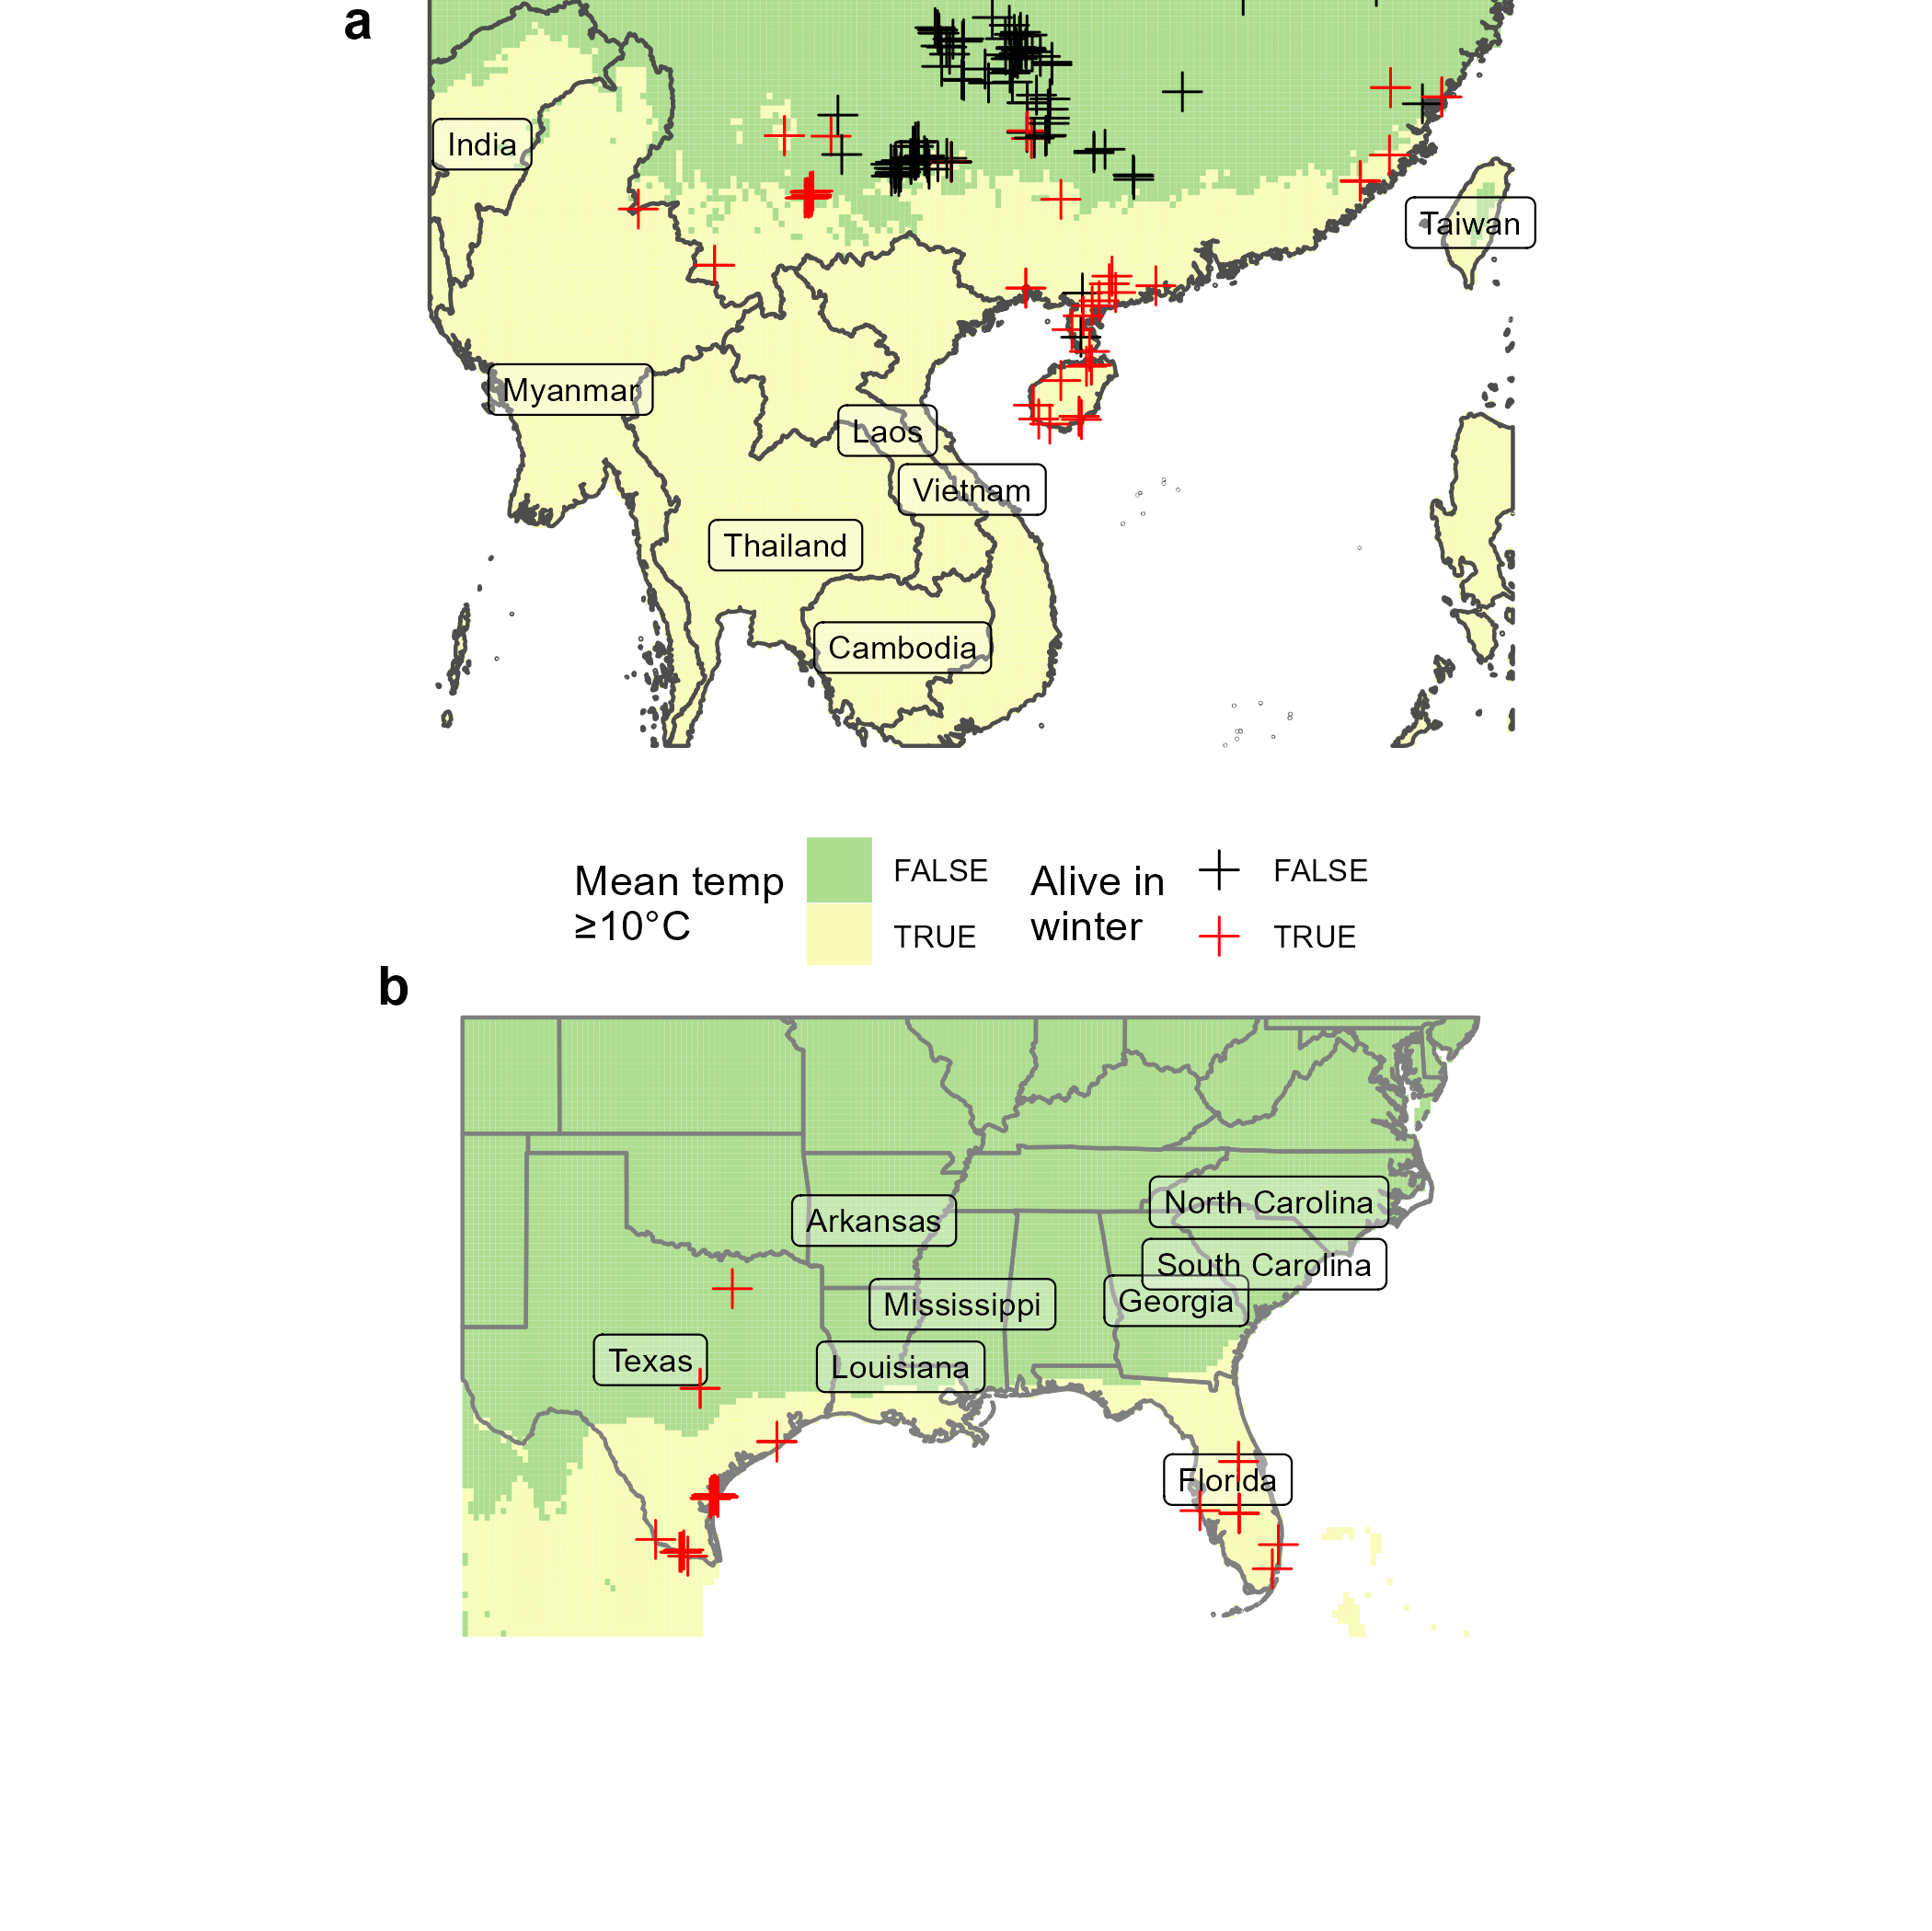 a
India
Taiwan
Myanmar
Laos
Vietnam
Thailand
Cambodia
Mean temp
≥10°C
FALSE
TRUE
Alive in
winter
FALSE
TRUE
b
North Carolina
Arkansas
South Carolina
Georgia
Mississippi
Texas
Louisiana
Florida